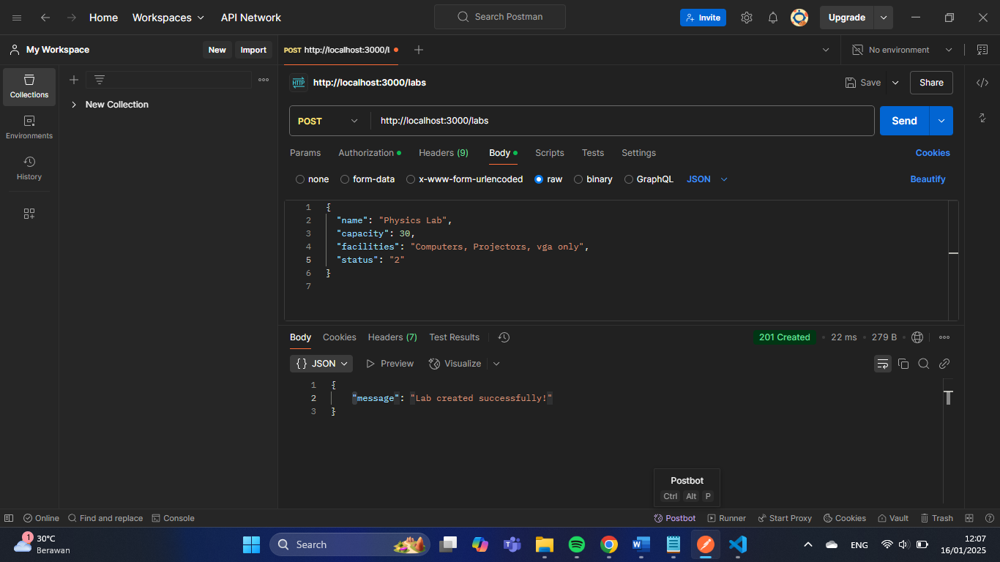 Home Workspaces API Network Search Postman Invite Upgrade
My Workspace New Import POST http://localhost:3000/l No environment
Collections
Environments
History
New Collection
HTTP http://localhost:3000/labs Save Share
POST http://localhost:3000/labs Send
Params Authorization Headers (9) Body Scripts Tests Settings Cookies
none form-data x-www-form-urlencoded raw binary GraphQL JSON Beautify
1 {
2 "name": "Physics Lab",
3 "capacity": 30,
4 "facilities": "Computers, Projectors, vga only",
5 "status": "2"
6 }
7
Body Cookies Headers (7) Test Results 201 Created • 22 ms • 279 B
{} JSON Preview Visualize
1 {
2 "message": "Lab created successfully!"
3 }
Postbot
Ctrl Alt P
Online Find and replace Console Postbot Runner Start Proxy Cookies Vault Trash
1 30°C
Berawan
Search
ENG
12:07
16/01/2025